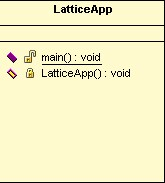 LatticeApp
main() : void
LatticeApp() : void